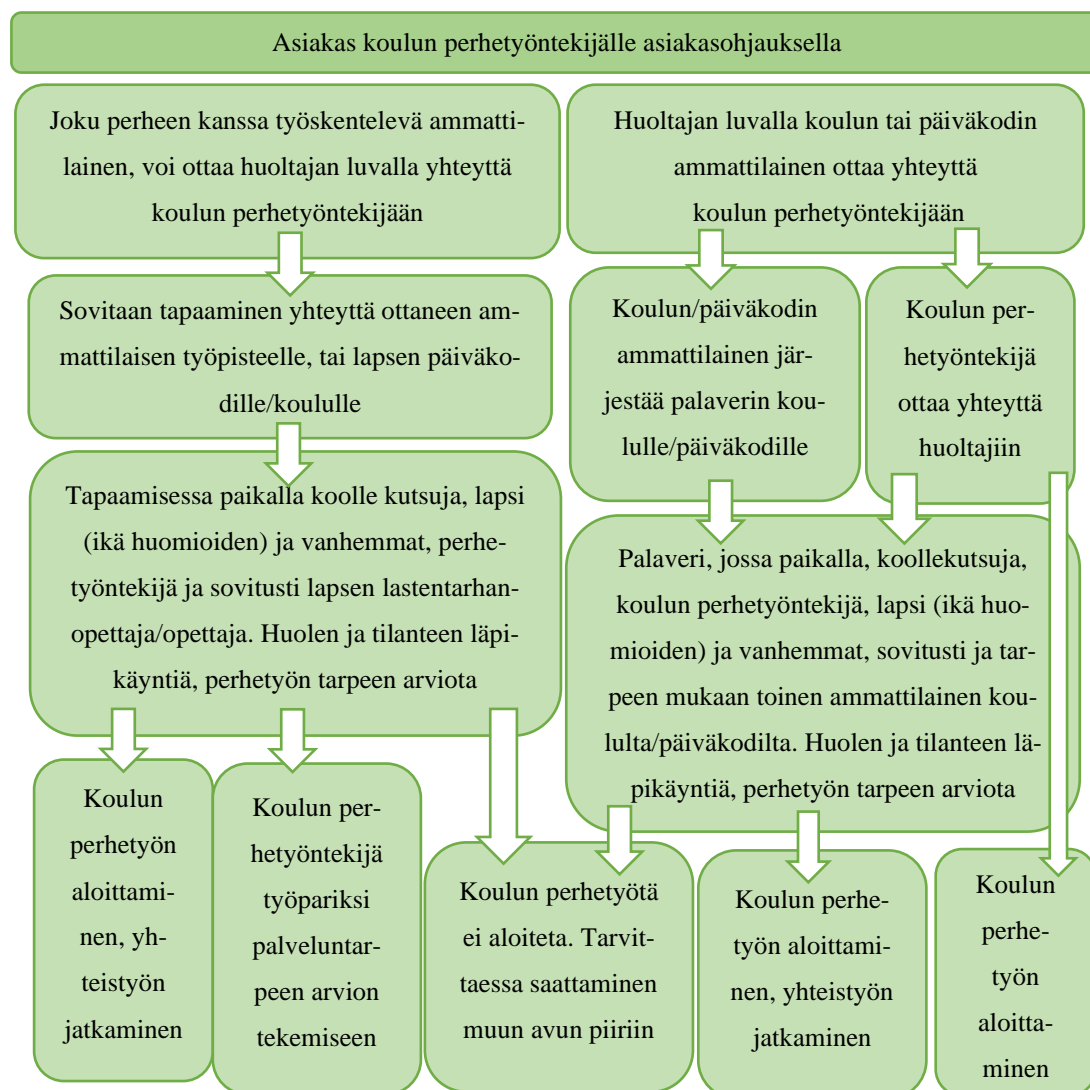 Asiakas koulun perhetyöntekijälle asiakasohjauksella
Joku perheen kanssa työskentelevä ammatti-
lainen, voi ottaa huoltajan luvalla yhteyttä
koulun perhetyöntekijään
Huoltajan luvalla koulun tai päiväkodin
ammattilainen ottaa yhteyttä
koulun perhetyöntekijään
Sovitaan tapaaminen yhteyttä ottaneen am-
mattilaisen työpisteelle, tai lapsen päiväko-
dille/koululle
Koulun/päiväkodin
ammattilainen jär-
jestää palaverin kou-
lulle/päiväkodille
Koulun per-
hetyöntekijä
ottaa yhteyttä
huoltajiin
Tapaamisessa paikalla koolle kutsuja, lapsi
(ikä huomioiden) ja vanhemmat, perhe-
työntekijä ja sovitusti lapsen lastentarhan-
opettaja/opettaja. Huolen ja tilanteen läpi-
käyntiä, perhetyön tarpeen arviota
Palaveri, jossa paikalla, koollekutsuja,
koulun perhetyöntekijä, lapsi (ikä huo-
mioiden) ja vanhemmat, sovitusti ja tar-
peen mukaan toinen ammattilainen kou-
lulta/päiväkodilta. Huolen ja tilanteen lä-
pikäyntiä, perhetyön tarpeen arviota
Koulun
perhetyön
aloittami-
nen, yh-
teistyön
jatkaminen
Koulun per-
hetyöntekijä
työpariksi
palveluntar-
peen arvion
tekemiseen
Koulun perhetyötä
ei aloiteta. Tarvit-
taessa saattaminen
muun avun piiriin
Koulun perhe-
työn aloittami-
nen, yhteistyön
jatkaminen
Koulun
perhe-
työn
aloitta-
minen